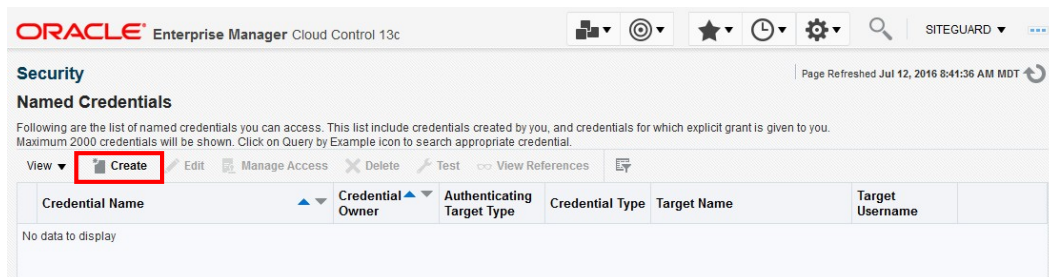 ORACLE Enterprise Manager Cloud Control 13c SITEGUARD
Security Page Refreshed Jul 12, 2016 8:41:36 AM MDT
Named Credentials
Following are the list of named credentials you can access. This list include credentials created by you, and credentials for which explicit grant is given to you.
Maximum 2000 credentials will be shown. Click on Query by Example icon to search appropriate credential.
View Create Edit Manage Access Delete Test View References
Credential Name Credential Owner Authenticating Target Type Credential Type Target Name Target Username
No data to display